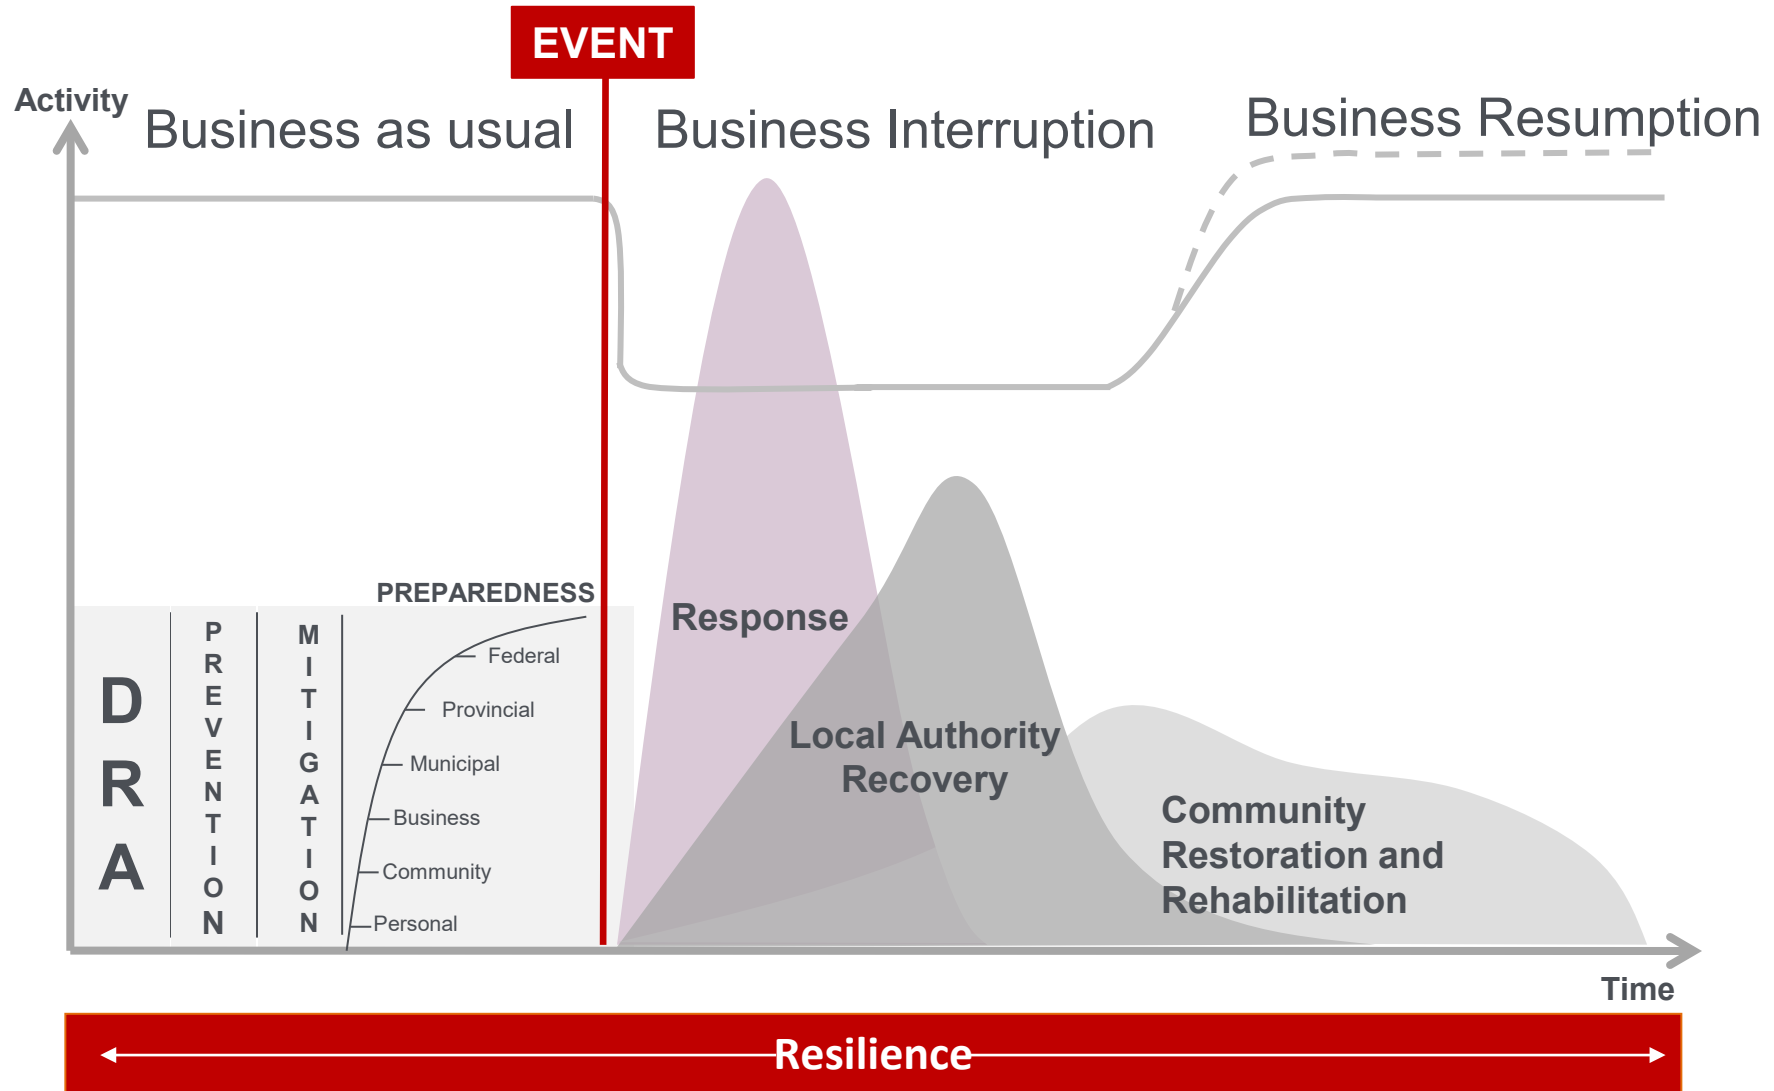 EVENT
Activity
Business as usual
Business Interruption
Business Resumption
PREPAREDNESS
DRA
PREVENTION
MITIGATION
Federal
Provincial
Municipal
Business
Community
Personal
Response
Local Authority
Recovery
Community
Restoration and
Rehabilitation
Time
Resilience